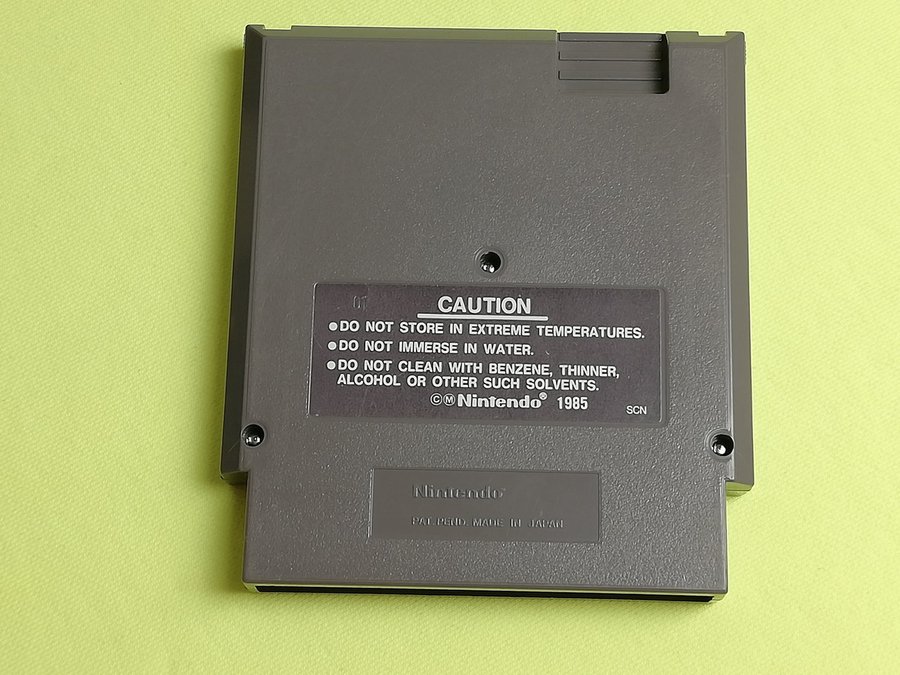 CAUTION
●DO NOT STORE IN EXTREME TEMPERATURES.
●DO NOT IMMERSE IN WATER.
●DO NOT CLEAN WITH BENZENE, THINNER,
ALCOHOL OR OTHER SUCH SOLVENTS.
©Ⓜ Nintendo® 1985
SCN
Nintendo
PAT. PEND. MADE IN JAPAN